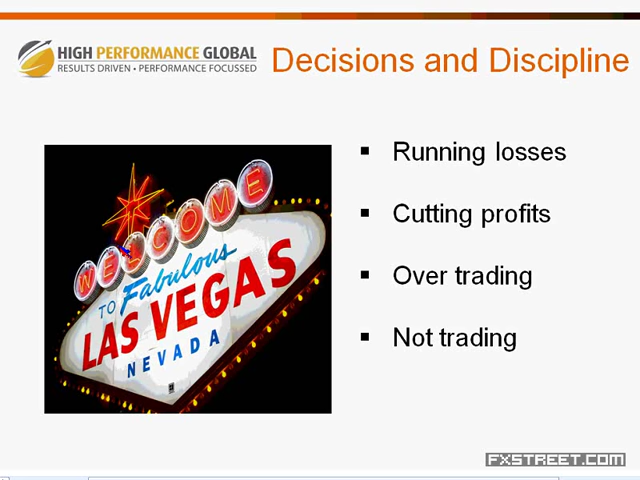 HIGH PERFORMANCE GLOBAL
RESULTS DRIVEN • PERFORMANCE FOCUSSED
Decisions and Discipline
WELCOME
TO Fabulous
LAS VEGAS
NEVADA
▪ Running losses
▪ Cutting profits
▪ Over trading
▪ Not trading
FXSTREET.COM